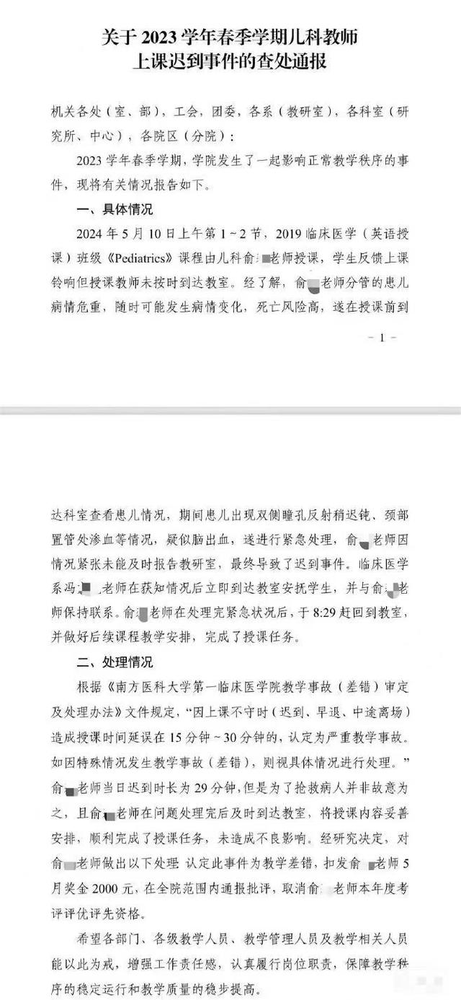 关于 2023 学年春季学期儿科教师
上课迟到事件的查处通报
机关各处（室、部），工会，团委，各系（教研室），各科室（研
究所、中心），各院区（分院）：
2023 学年春季学期，学院发生了一起影响正常教学秩序的事
件，现将有关情况报告如下。
一、具体情况
2024 年 5 月 10 日上午第 1～2 节，2019 临床医学（英语授
课）班级《Pediatrics》课程由儿科俞老师授课，学生反馈上课
铃响但授课教师未按时到达教室。经了解，俞老师分管的患儿
病情危重，随时可能发生病情变化，死亡风险高，遂在授课前到
- 1 -
达科室查看患儿情况，期间患儿出现双侧瞳孔反射稍迟钝、颈部
置管处渗血等情况，疑似脑出血，遂进行紧急处理，俞老师因
情况紧张未能及时报告教研室，最终导致了迟到事件。临床医学
系冯老师在获知情况后立即到达教室安抚学生，并与俞老
师保持联系。俞老师在处理完紧急状况后，于 8:29 赶回到教室，
并做好后续课程教学安排，完成了授课任务。
二、处理情况
根据《南方医科大学第一临床医学院教学事故（差错）审定
及处理办法》文件规定，“因上课不守时（迟到、早退、中途离场）
造成授课时间延误在 15 分钟～30 分钟的，认定为严重教学事故。
如因特殊情况发生教学事故（差错），则视具体情况进行处理。”
俞老师当日迟到时长为 29 分钟，但是为了抢救病人并非故意为
之，且俞老师在问题处理完后及时到达教室，将授课内容妥善
安排，顺利完成了授课任务，未造成不良影响。经研究决定，对
俞老师做出以下处理：认定此事件为教学差错，扣发俞老师 5
月奖金 2000 元，在全院范围内通报批评，取消俞老师本年度考
评评优评先资格。
希望各部门、各级教学人员、教学管理人员及教学相关人员
能以此为戒，增强工作责任感，认真履行岗位职责，保障教学秩
序的稳定运行和教学质量的稳步提高。